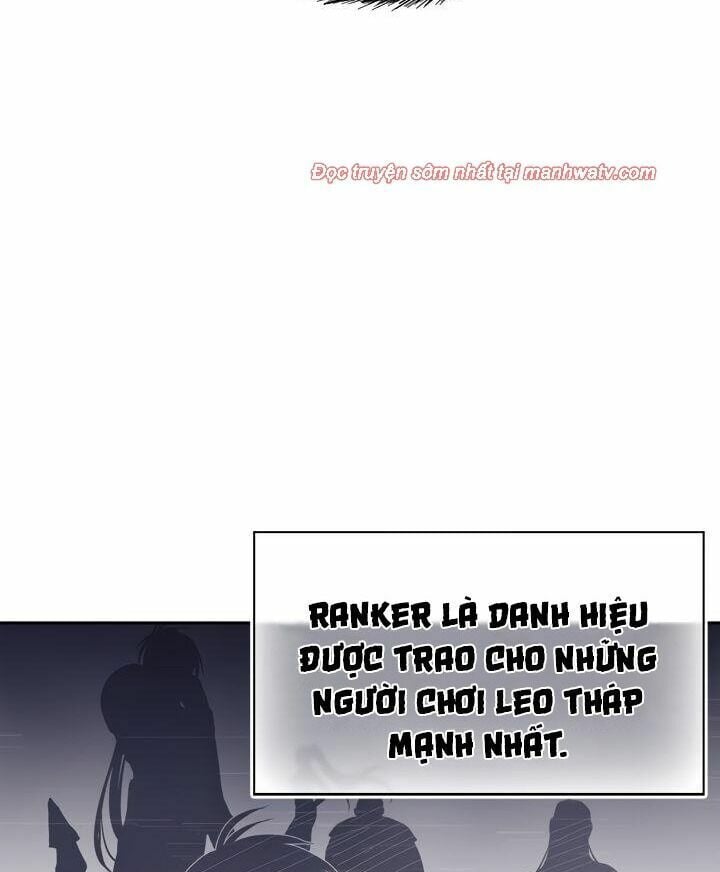 Đọc truyện sớm nhất tại manhwatv.com
RANKER LÀ DANH HIỆU
ĐƯỢC TRAO CHO NHỮNG
NGƯỜI CHƠI LEO THÁP
MẠNH NHẤT.